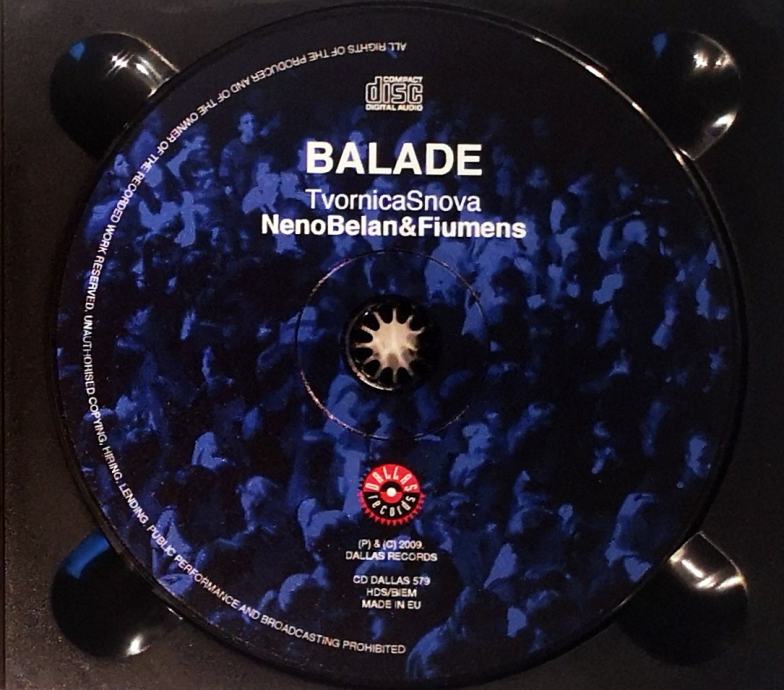 ALL RIGHTS OF THE PRODUCER AND OF THE OWNER OF THE RECORDED WORK RESERVED. UNAUTHORISED COPYING, HIRING, LENDING, PUBLIC PERFORMANCE AND BROADCASTING PROHIBITED
COMPACT
disc
DIGITAL AUDIO
BALADE
TvornicaSnova
NenoBelan&Fiumens
DALLAS
records
(P) & (C) 2009.
DALLAS RECORDS
CD DALLAS 579
HDS/BIEM
MADE IN EU